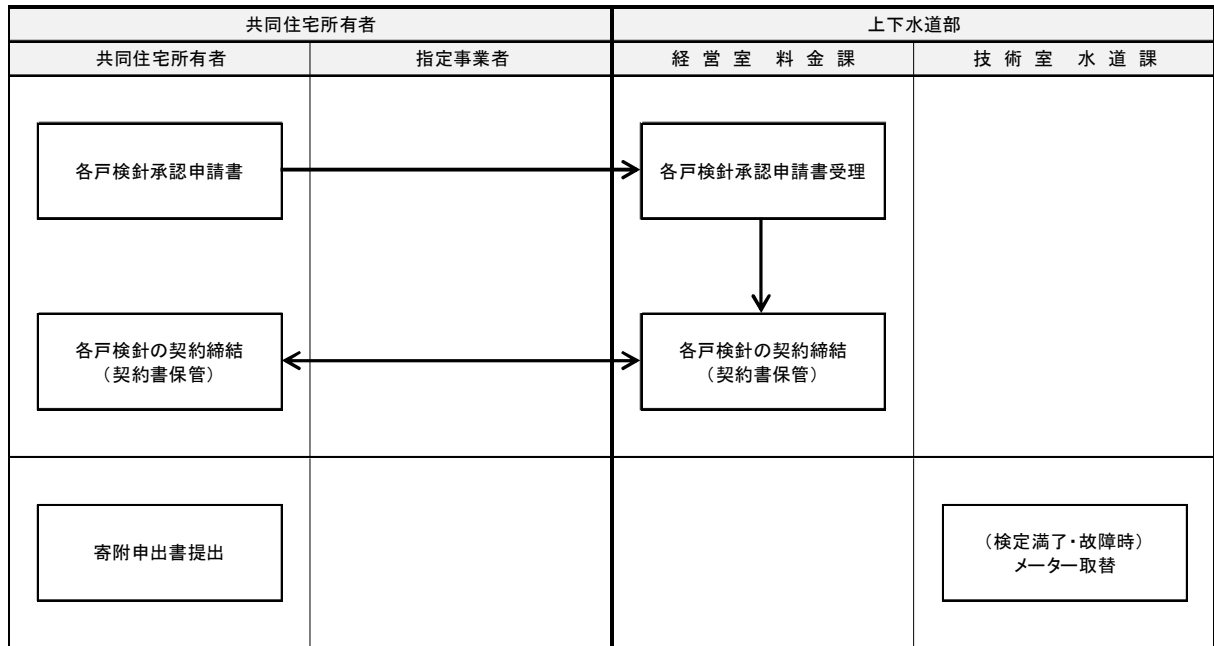 共同住宅所有者
上下水道部
共同住宅所有者
指定事業者
経営室 料金課
技術室 水道課
各戸検針承認申請書
各戸検針承認申請書受理
各戸検針の契約締結
（契約書保管）
各戸検針の契約締結
（契約書保管）
寄附申出書提出
（検定満了・故障時）
メーター取替